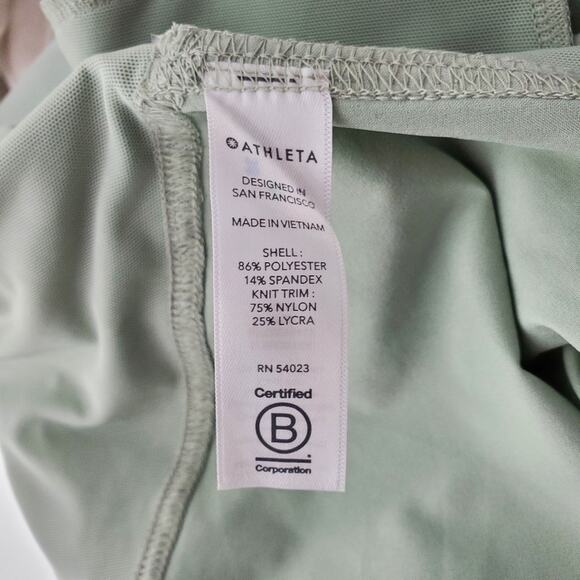 ATHLETA
DESIGNED IN
SAN FRANCISCO
MADE IN VIETNAM
SHELL :
86% POLYESTER
14% SPANDEX
KNIT TRIM :
75% NYLON
25% LYCRA
RN 54023
Certified
B
Corporation